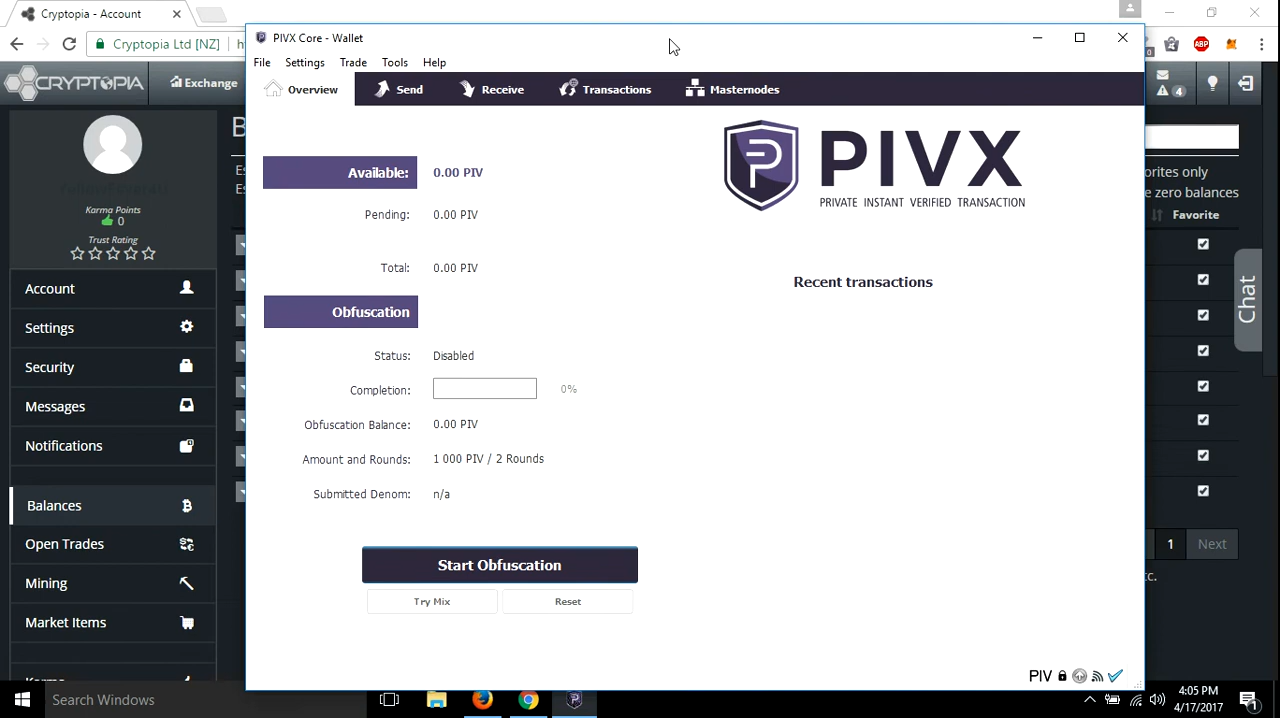 Cryptopia - Account
PIVX Core - Wallet
Cryptopia Ltd [NZ]
ABP
File Settings Trade Tools Help
CRYPTOPIA
Exchange
4
Overview Send Receive Transactions Masternodes
Available: 0.00 PIV
Pending: 0.00 PIV
Total: 0.00 PIV
Obfuscation
Status: Disabled
Completion: 0%
Obfuscation Balance: 0.00 PIV
Amount and Rounds: 1 000 PIV / 2 Rounds
Submitted Denom: n/a
Start Obfuscation
Try Mix Reset
PIVX
PRIVATE INSTANT VERIFIED TRANSACTION
Recent transactions
PIV
Karma Points
0
Trust Rating
Account
Settings
Security
Messages
Notifications
Balances
Open Trades
Mining
Market Items
zero balances
Favorite
Chat
1 Next
Search Windows
4:05 PM
4/17/2017
1